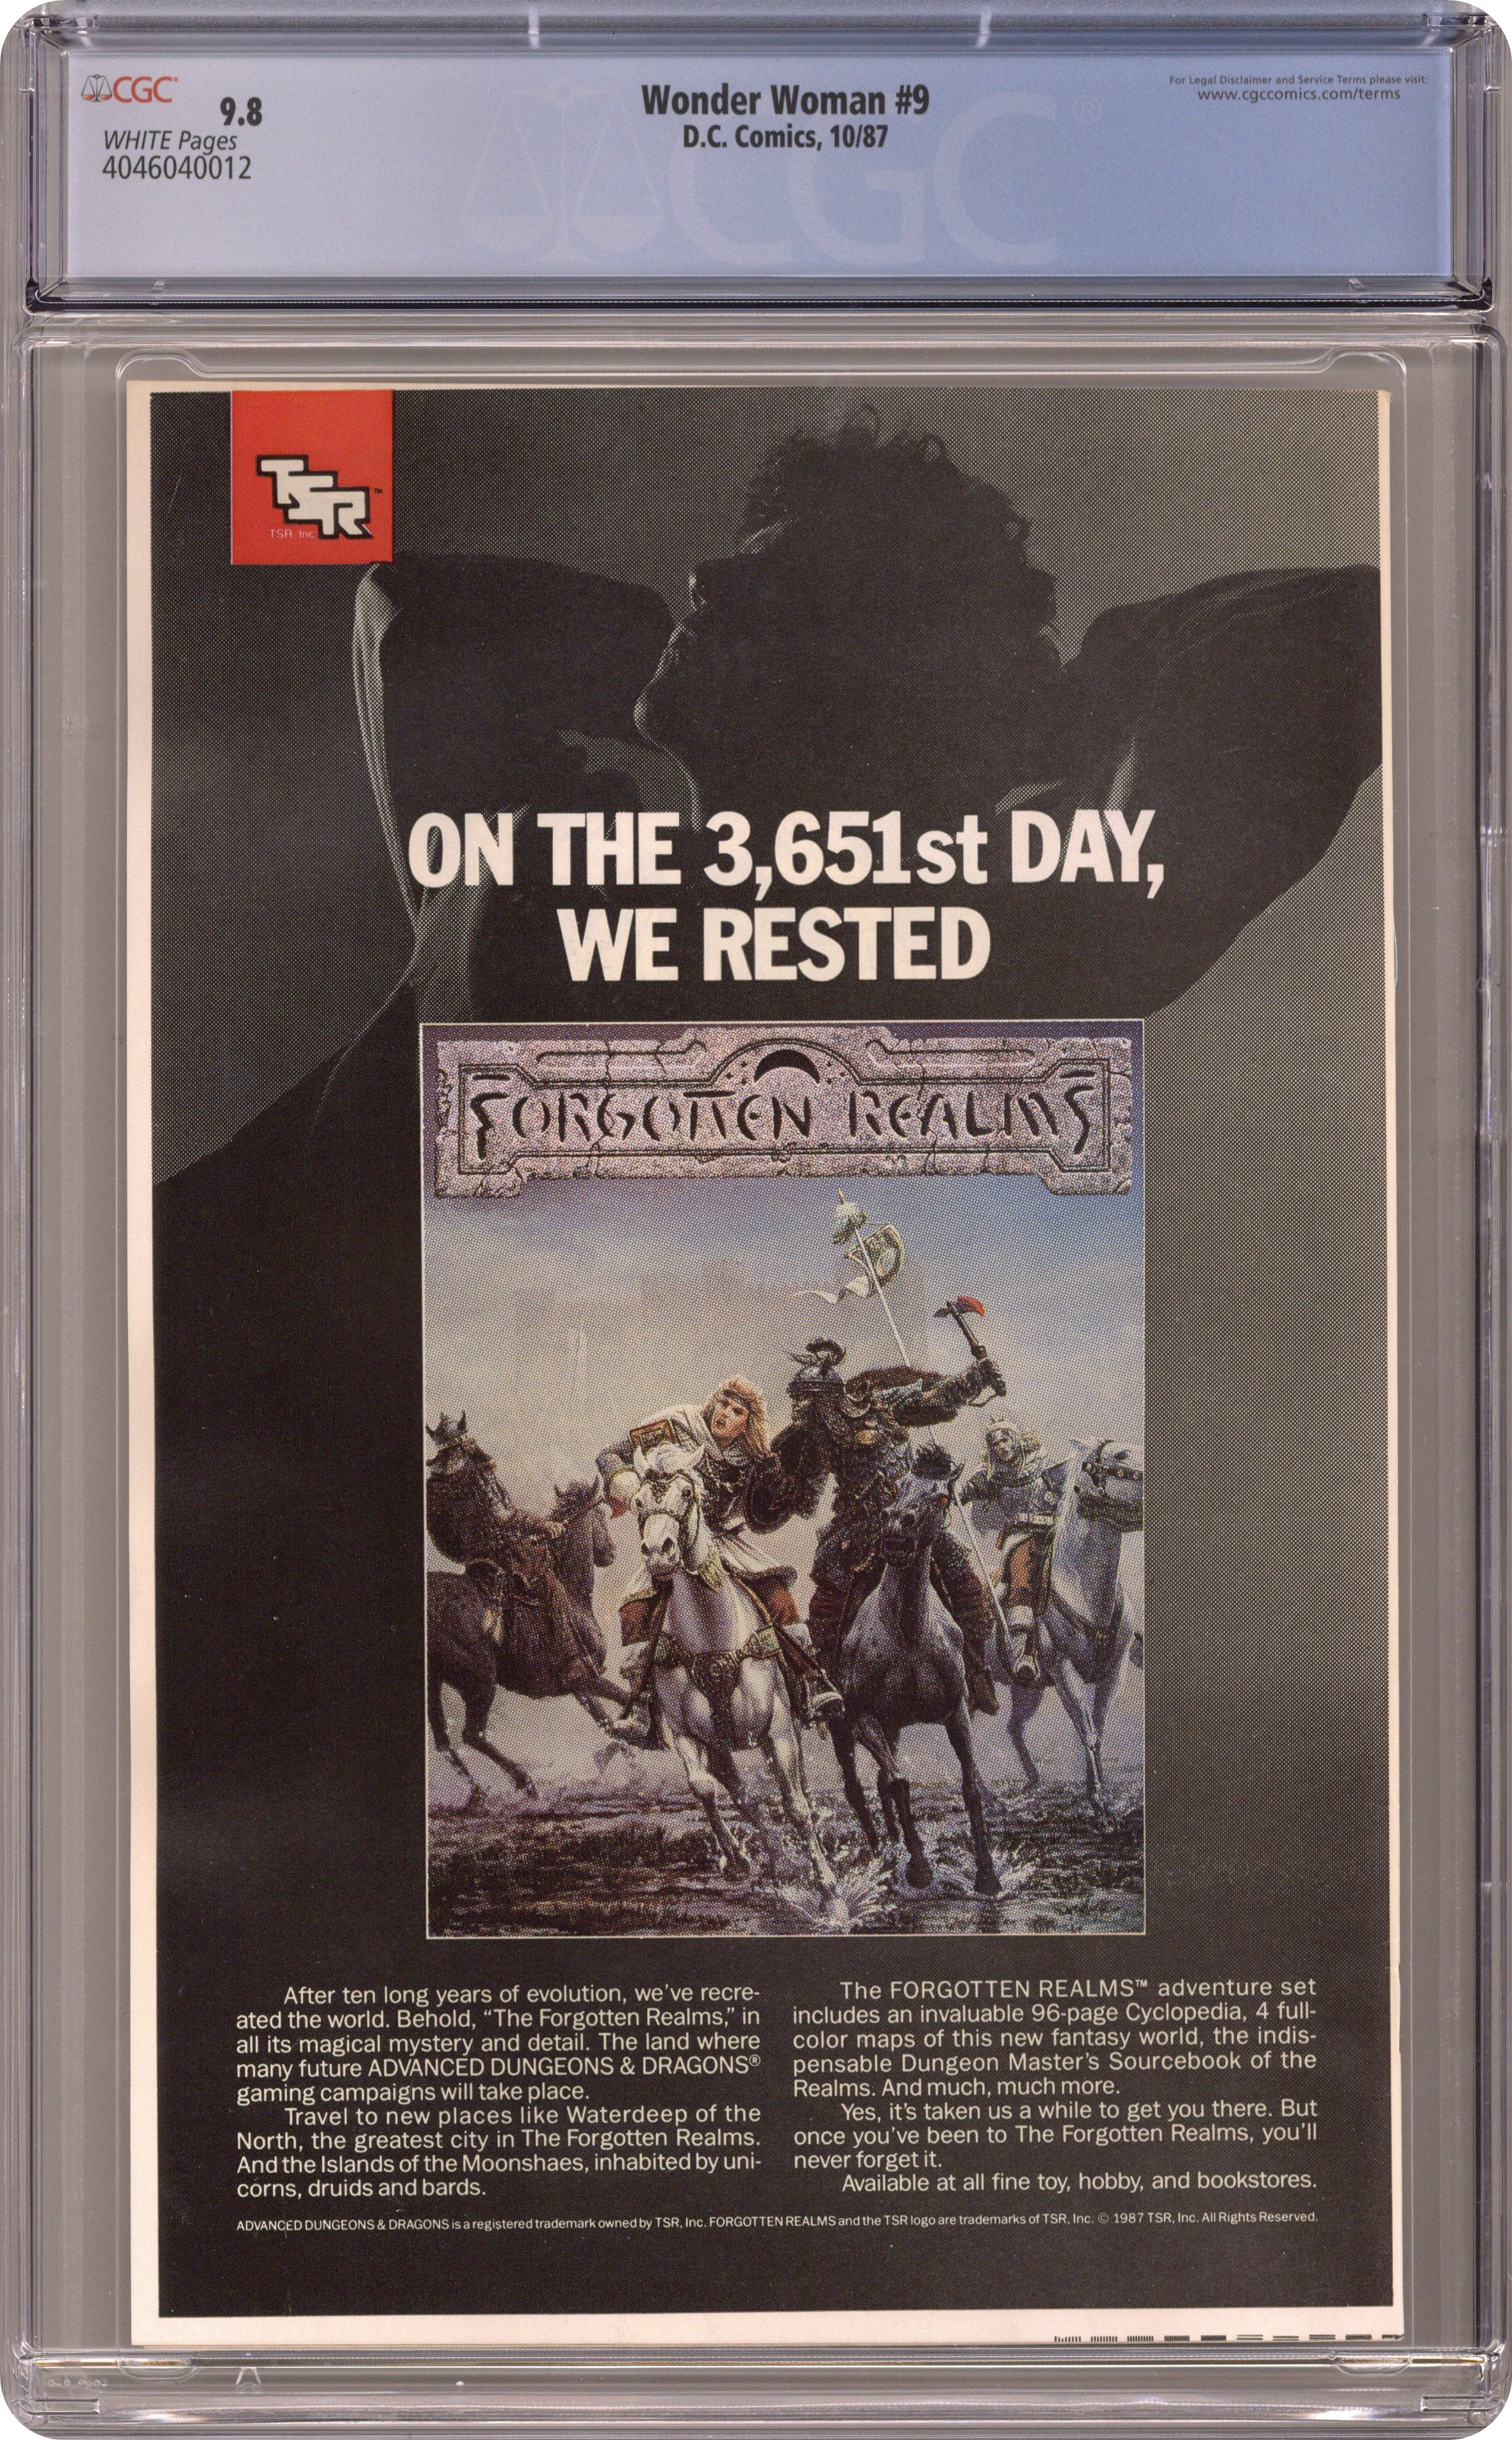 CGC®
9.8
WHITE Pages
4046040012
Wonder Woman #9
D.C. Comics, 10/87
For Legal Disclaimer and Service Terms please visit:
www.cgccomics.com/terms
CGC®
TSR™
TSR Inc
ON THE 3,651st DAY,
WE RESTED
FORGOTTEN REALMS
After ten long years of evolution, we've recre-
ated the world. Behold, “The Forgotten Realms,” in
all its magical mystery and detail. The land where
many future ADVANCED DUNGEONS & DRAGONS®
gaming campaigns will take place.
Travel to new places like Waterdeep of the
North, the greatest city in The Forgotten Realms.
And the Islands of the Moonshaes, inhabited by uni-
corns, druids and bards.
The FORGOTTEN REALMS™ adventure set
includes an invaluable 96-page Cyclopedia, 4 full-
color maps of this new fantasy world, the indis-
pensable Dungeon Master's Sourcebook of the
Realms. And much, much more.
Yes, it's taken us a while to get you there. But
once you've been to The Forgotten Realms, you'll
never forget it.
Available at all fine toy, hobby, and bookstores.
ADVANCED DUNGEONS & DRAGONS is a registered trademark owned by TSR, Inc. FORGOTTEN REALMS and the TSR logo are trademarks of TSR, Inc. © 1987 TSR, Inc. All Rights Reserved.